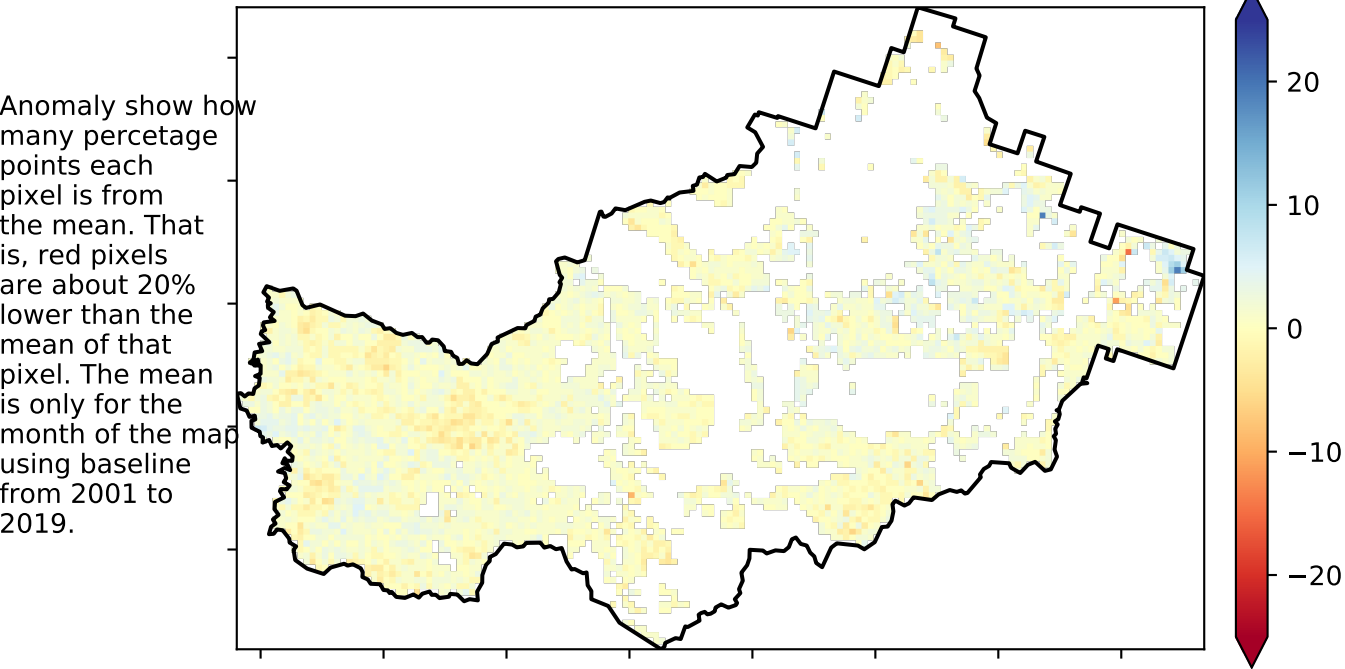 Anomaly show how
many percetage
points each
pixel is from
the mean. That
is, red pixels
are about 20%
lower than the
mean of that
pixel. The mean
is only for the
month of the map
using baseline
from 2001 to
2019.
20
10
0
−10
−20